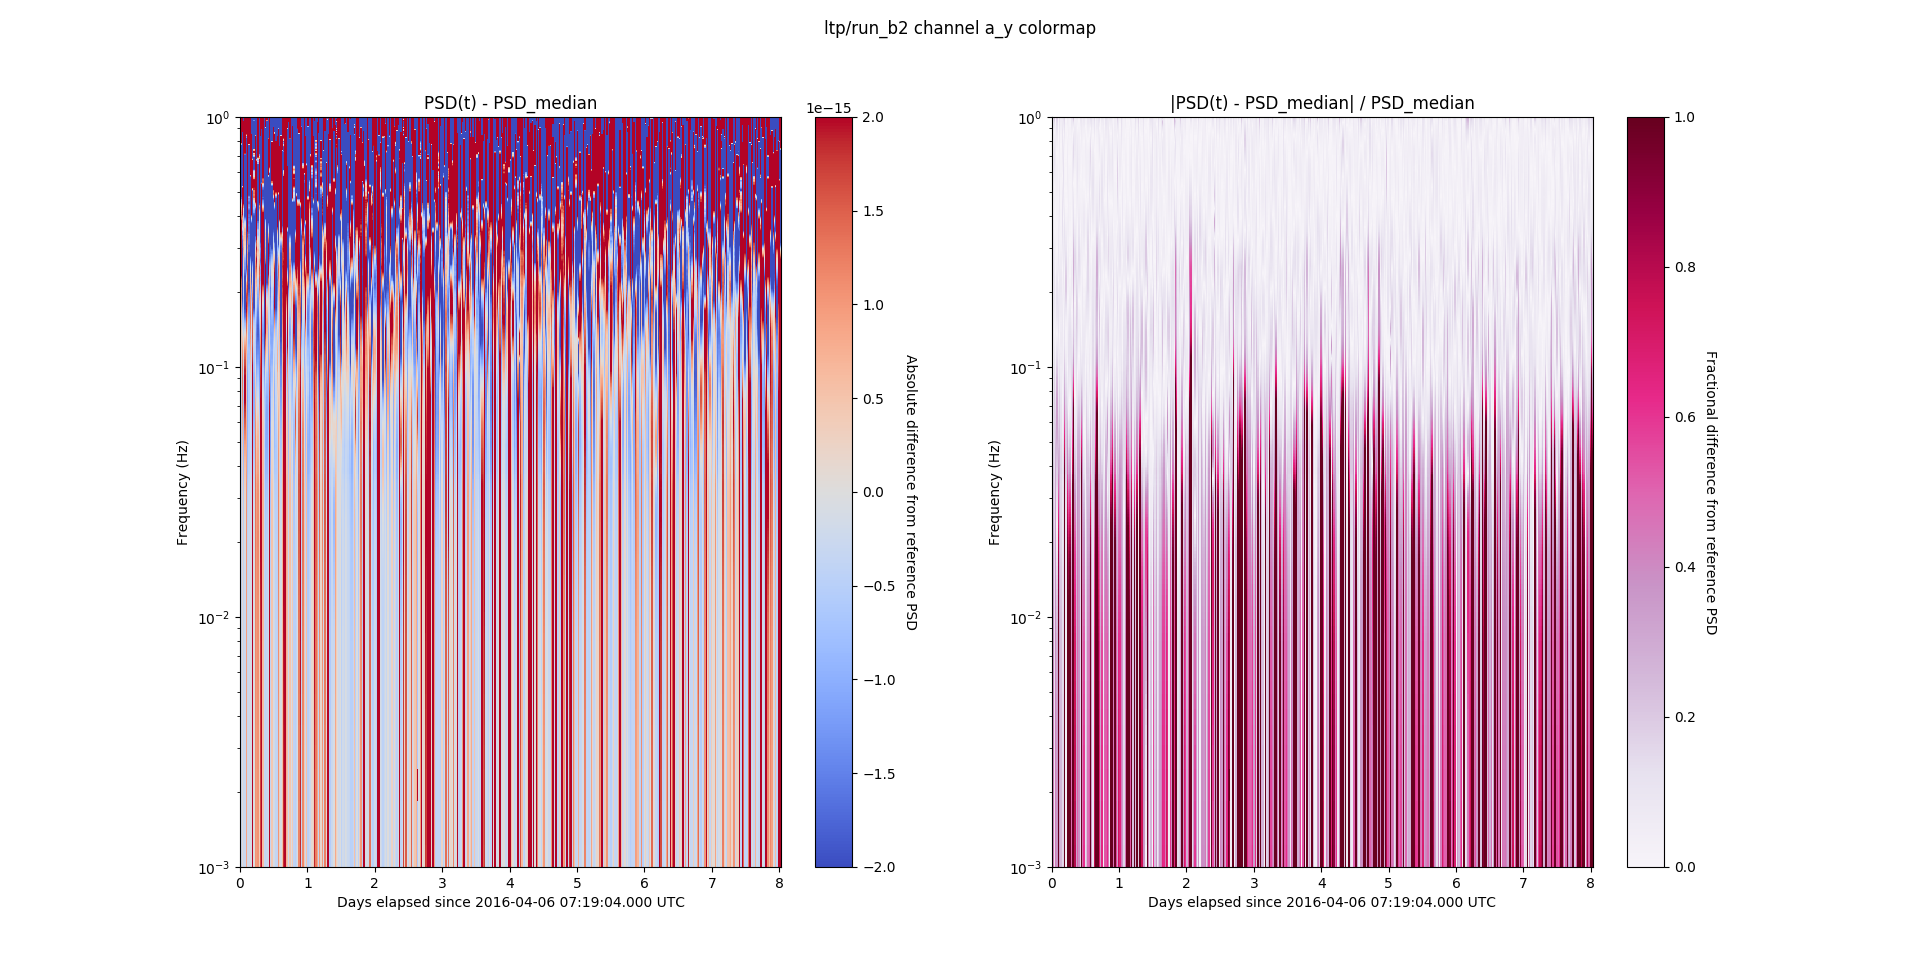 ltp/run_b2 channel a_y colormap
PSD(t) - PSD_median
1e−15
10⁰
10⁻¹
10⁻²
10⁻³
Frequency (Hz)
0 1 2 3 4 5 6 7 8
Days elapsed since 2016-04-06 07:19:04.000 UTC
2.0
1.5
1.0
0.5
0.0
−0.5
−1.0
−1.5
−2.0
Absolute difference from reference PSD
|PSD(t) - PSD_median| / PSD_median
10⁰
10⁻¹
10⁻²
10⁻³
Frequency (Hz)
0 1 2 3 4 5 6 7 8
Days elapsed since 2016-04-06 07:19:04.000 UTC
1.0
0.8
0.6
0.4
0.2
0.0
Fractional difference from reference PSD